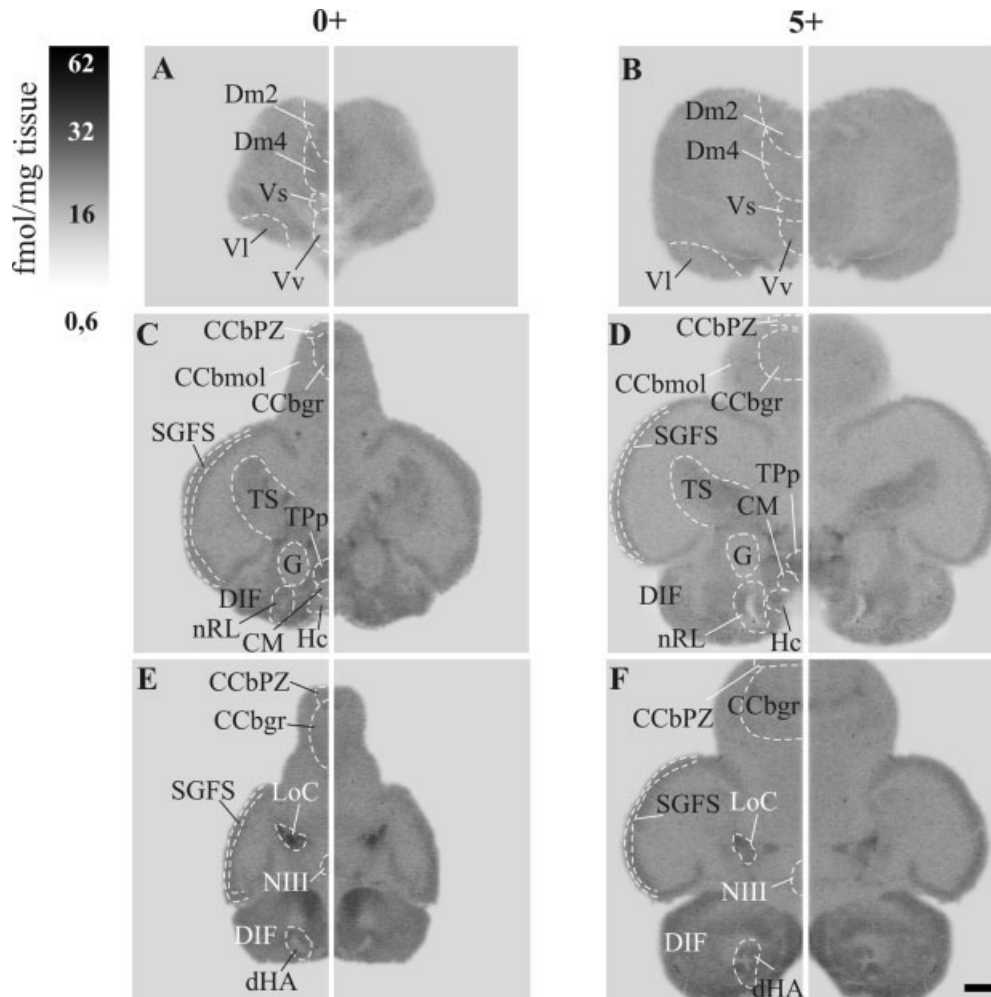 0+
5+
fmol/mg tissue
62
32
16
0,6
A
Dm2
Dm4
Vs
Vl
Vv
B
Dm2
Dm4
Vs
Vl
Vv
C
CCbPZ
CCbmol
CCbgr
SGFS
TS
TPp
G
DIF
nRL
CM
Hc
D
CCbPZ
CCbmol
CCbgr
SGFS
TPp
TS
CM
G
DIF
nRL
Hc
E
CCbPZ
CCbgr
SGFS
LoC
NIII
DIF
dHA
F
CCbPZ
CCbgr
SGFS
LoC
NIII
DIF
dHA